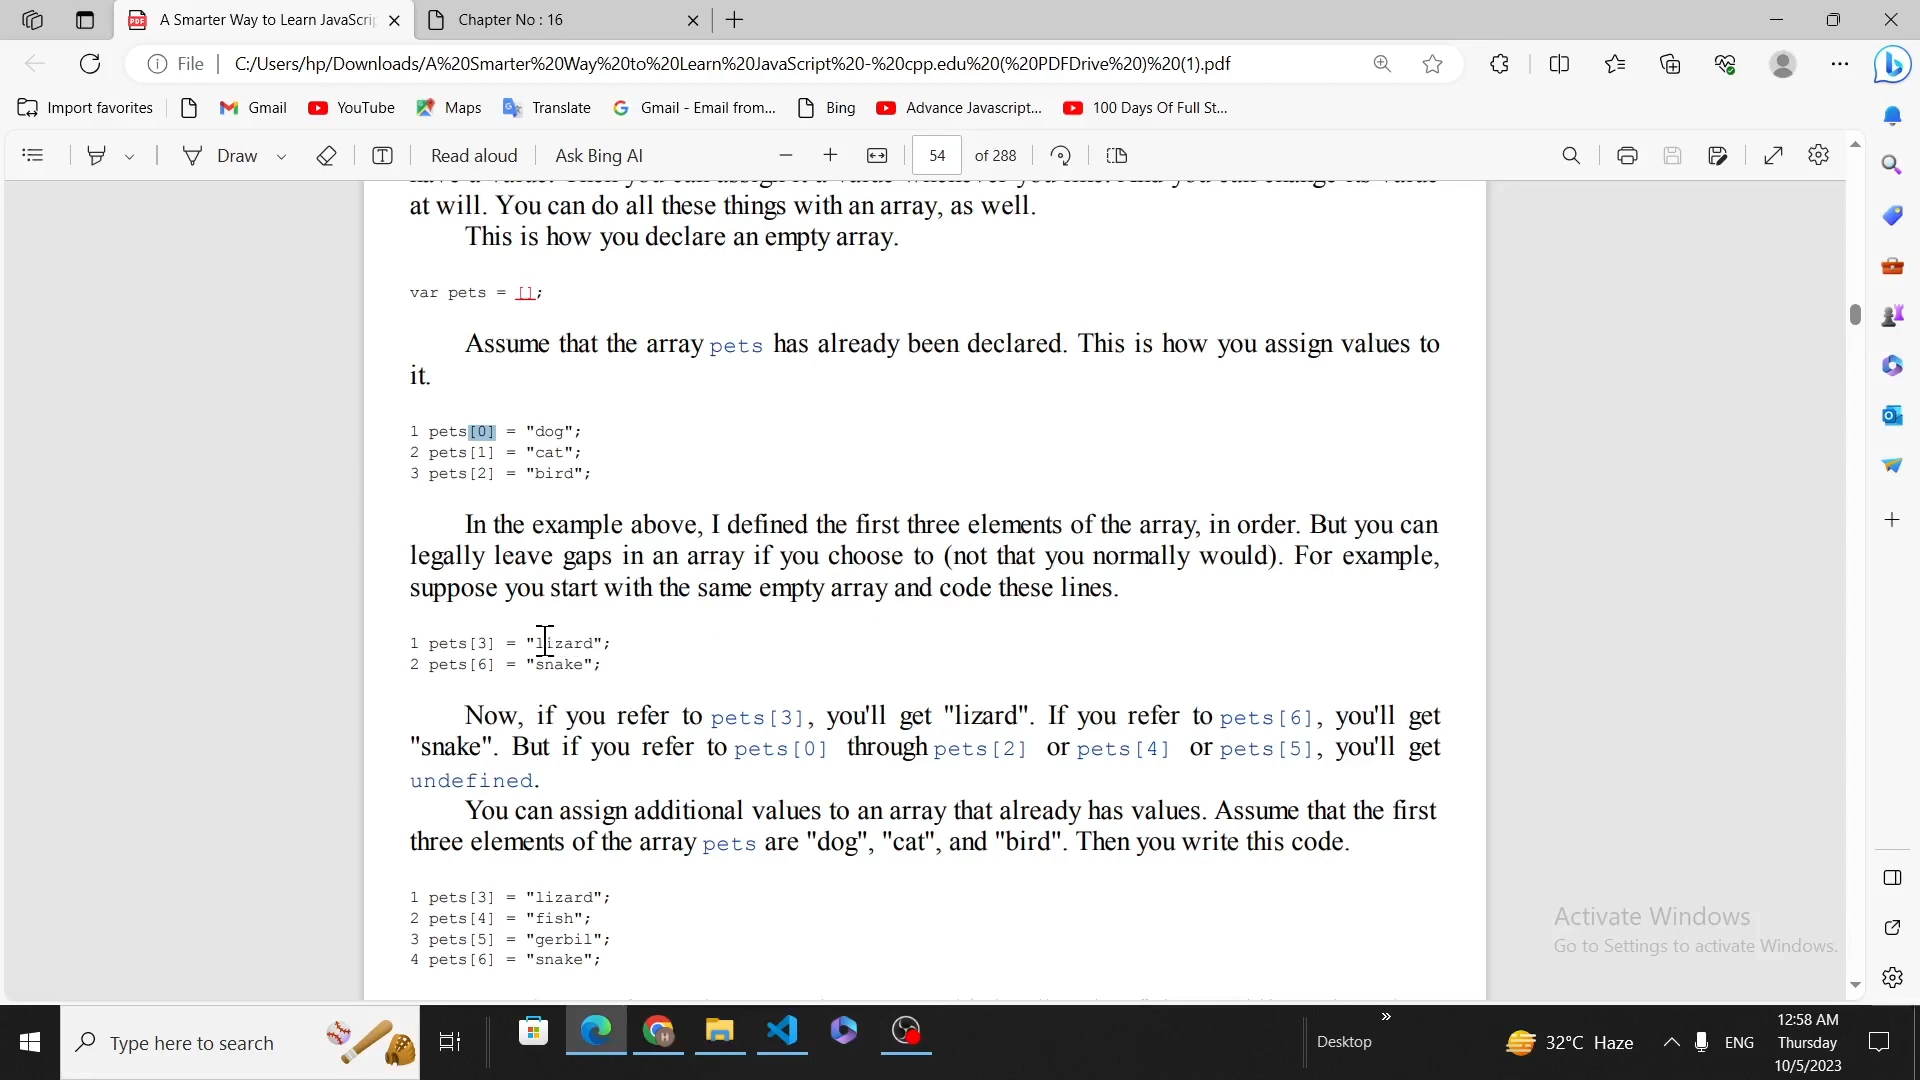 A Smarter Way to Learn JavaScrip
Chapter No : 16
File
C:/Users/hp/Downloads/A%20Smarter%20Way%20to%20Learn%20JavaScript%20-%20cpp.edu%20(%20PDFDrive%20)%20(1).pdf
Import favorites
Gmail
YouTube
Maps
Translate
Gmail - Email from...
Bing
Advance Javascript...
100 Days Of Full St...
Draw
Read aloud
Ask Bing AI
54 of 288
at will. You can do all these things with an array, as well.
This is how you declare an empty array.
var pets = [];
Assume that the array pets has already been declared. This is how you assign values to
it.
1 pets[0] = "dog";
2 pets[1] = "cat";
3 pets[2] = "bird";
In the example above, I defined the first three elements of the array, in order. But you can
legally leave gaps in an array if you choose to (not that you normally would). For example,
suppose you start with the same empty array and code these lines.
1 pets[3] = "lizard";
2 pets[6] = "snake";
Now, if you refer to pets[3], you'll get "lizard". If you refer to pets[6], you'll get
"snake". But if you refer to pets[0] through pets[2] or pets[4] or pets[5], you'll get
undefined.
You can assign additional values to an array that already has values. Assume that the first
three elements of the array pets are "dog", "cat", and "bird". Then you write this code.
1 pets[3] = "lizard";
2 pets[4] = "fish";
3 pets[5] = "gerbil";
4 pets[6] = "snake";
Activate Windows
Go to Settings to activate Windows.
Type here to search
Desktop
32°C Haze
ENG
12:58 AM
Thursday
10/5/2023